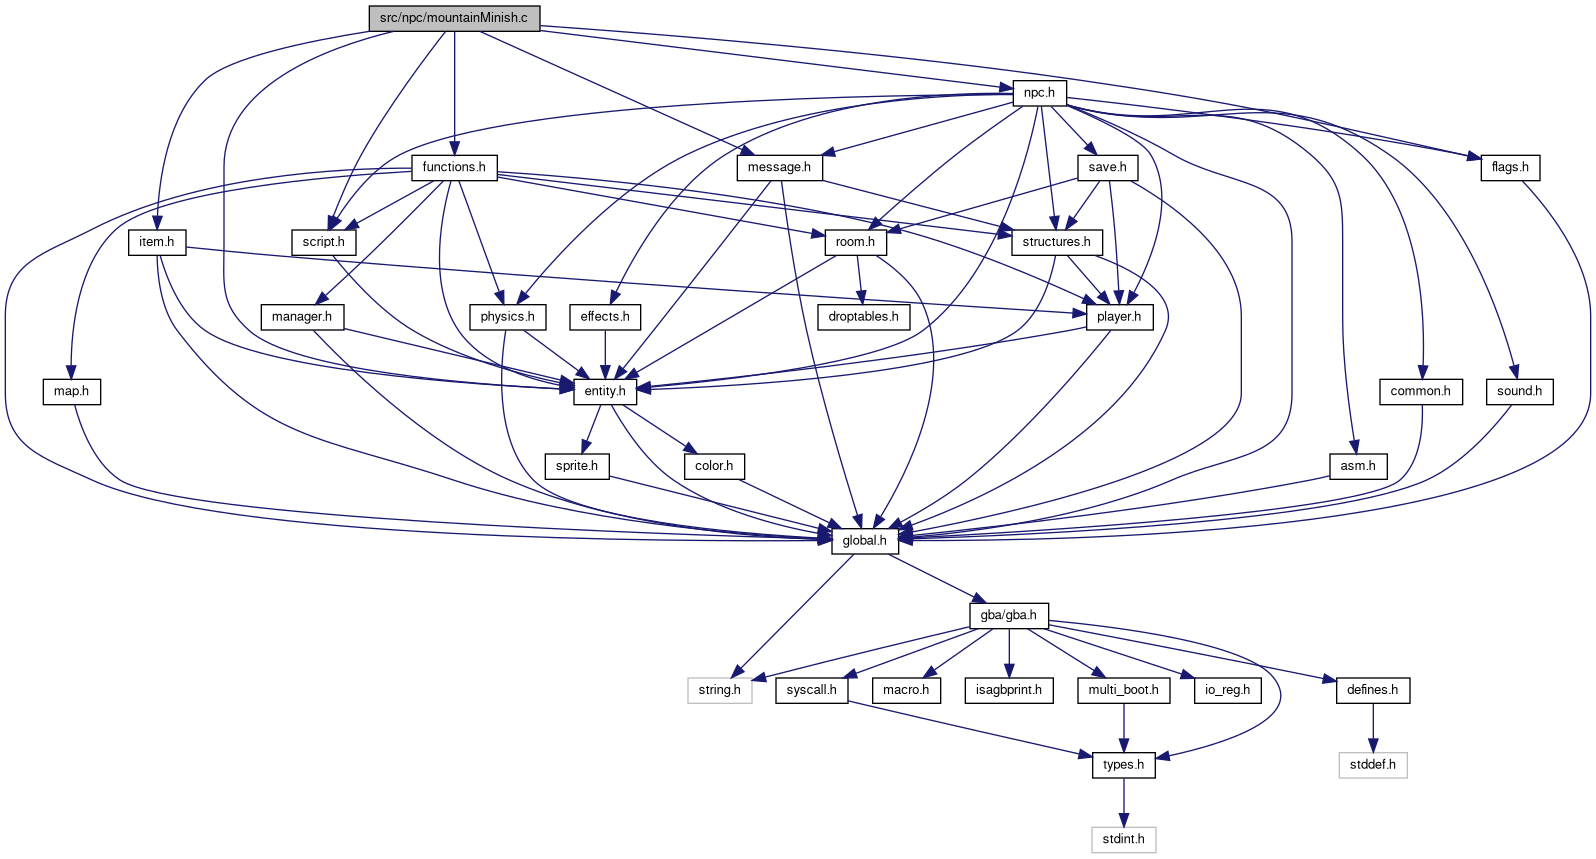 src/npc/mountainMinish.c
npc.h
functions.h
message.h
save.h
flags.h
item.h
script.h
room.h
structures.h
manager.h
physics.h
effects.h
droptables.h
player.h
map.h
entity.h
common.h
sound.h
sprite.h
color.h
asm.h
global.h
gba/gba.h
string.h
syscall.h
macro.h
isagbprint.h
multi_boot.h
io_reg.h
defines.h
types.h
stddef.h
stdint.h